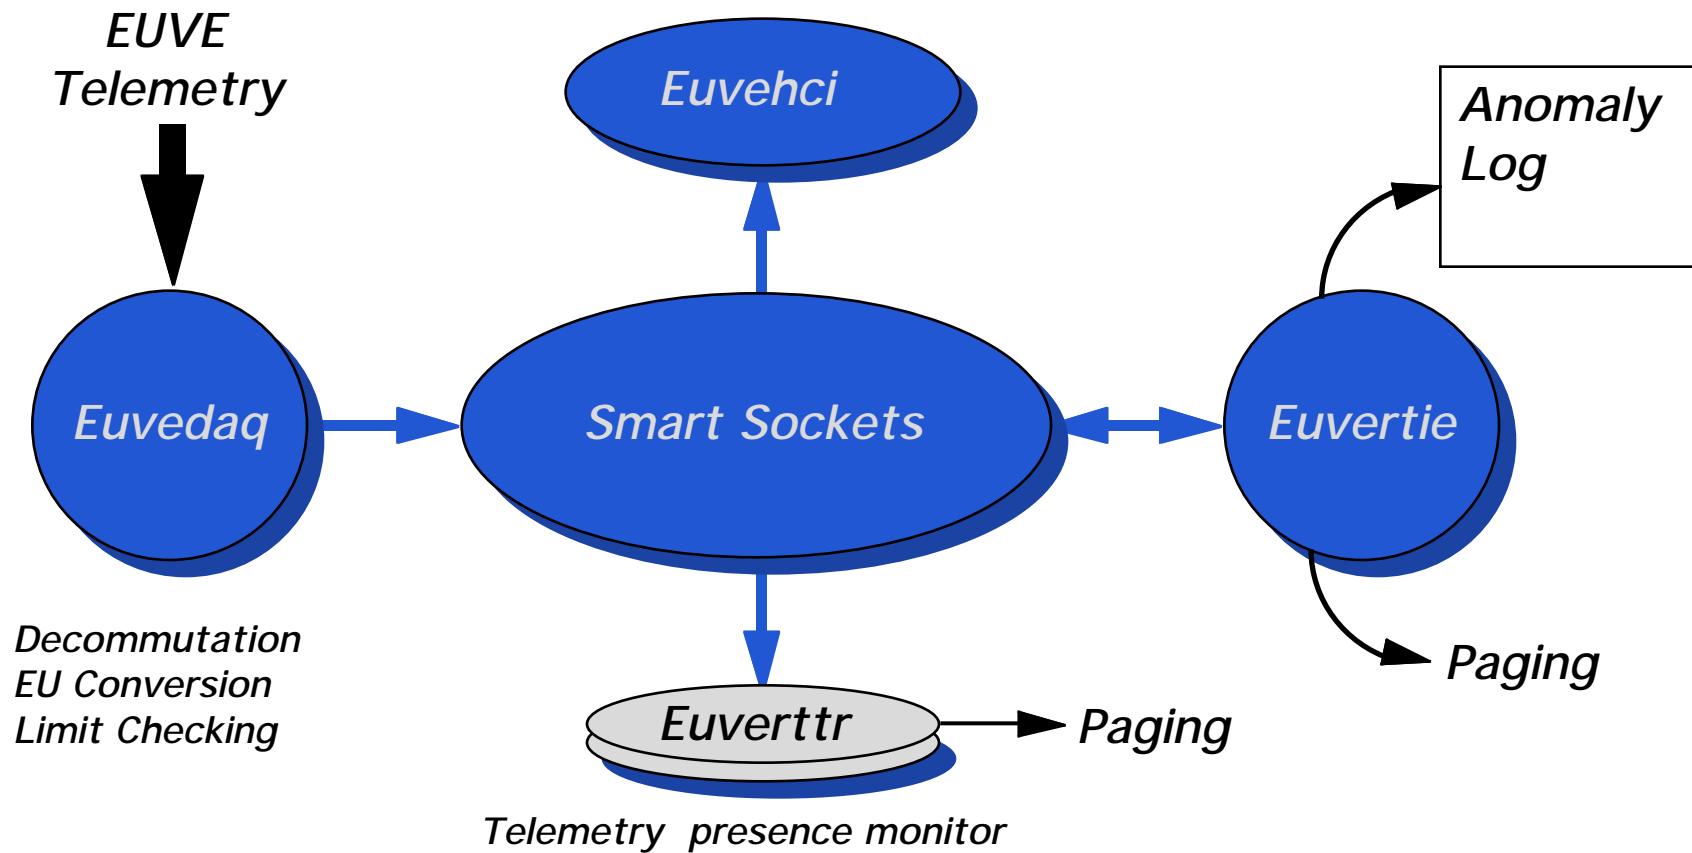 EUVE
Telemetry
Euvehci
Anomaly
Log
Euvedaq
Smart Sockets
Euvertie
Decommutation
EU Conversion
Limit Checking
Euverttr
Paging
Paging
Telemetry presence monitor